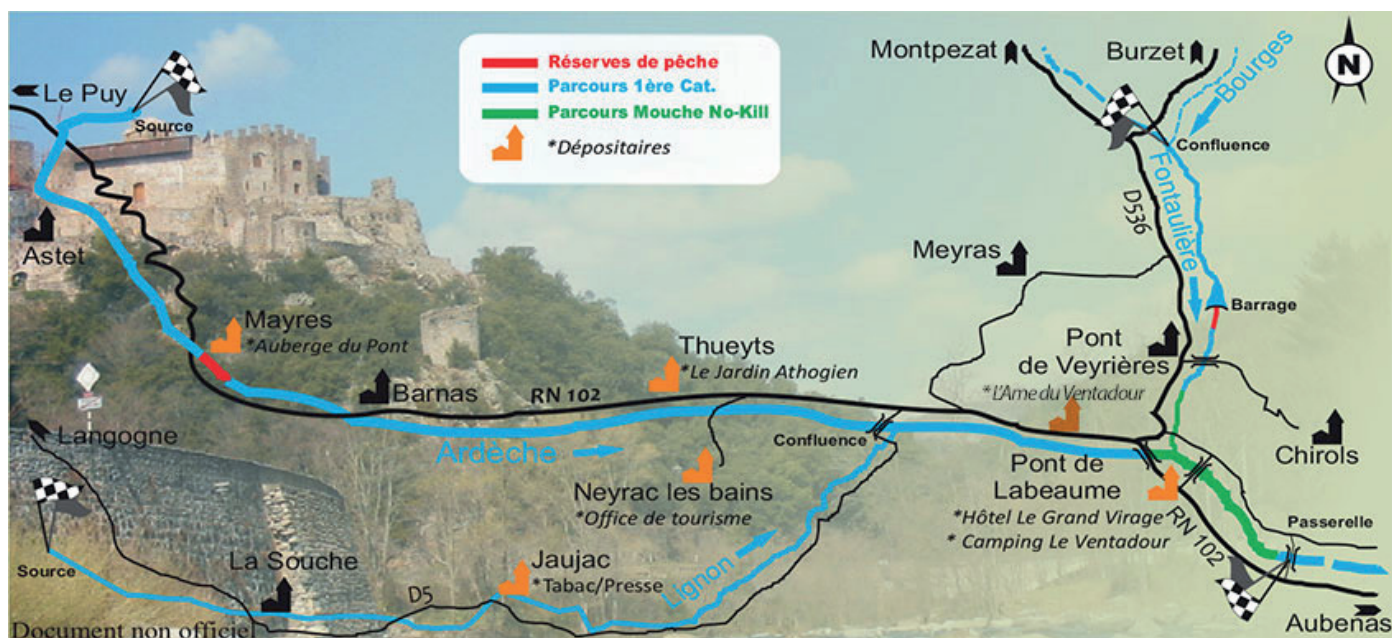 Réserves de pêche
Parcours 1ère Cat.
Parcours Mouche No-Kill
*Dépositaires
Montpezat
Burzet
Bourges
N
Le Puy
Source
Confluence
Fontaulière
D536
Astet
Meyras
Barrage
Mayres
*Auberge du Pont
Thueyts
*Le Jardin Athogien
Pont
de Veyrières
*L'Ame du Ventadour
Barnas
RN 102
Langogne
Ardèche
Confluence
Chirols
Neyrac les bains
*Office de tourisme
Pont de
Labeaume
*Hôtel Le Grand Virage
* Camping Le Ventadour
RN 102
Passerelle
Source
La Souche
Jaujac
*Tabac/Presse
Lignon
D5
Aubenas
Document non officiel